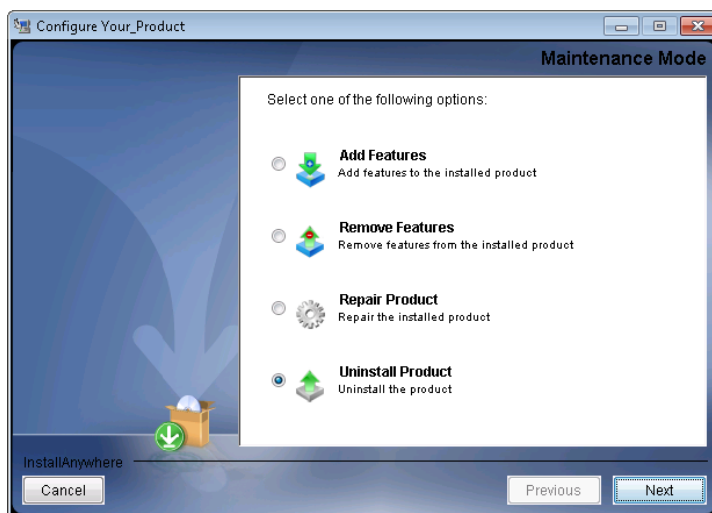 Configure Your_Product
Maintenance Mode
Select one of the following options:
Add Features
Add features to the installed product
Remove Features
Remove features from the installed product
Repair Product
Repair the installed product
Uninstall Product
Uninstall the product
InstallAnywhere
Cancel
Previous
Next